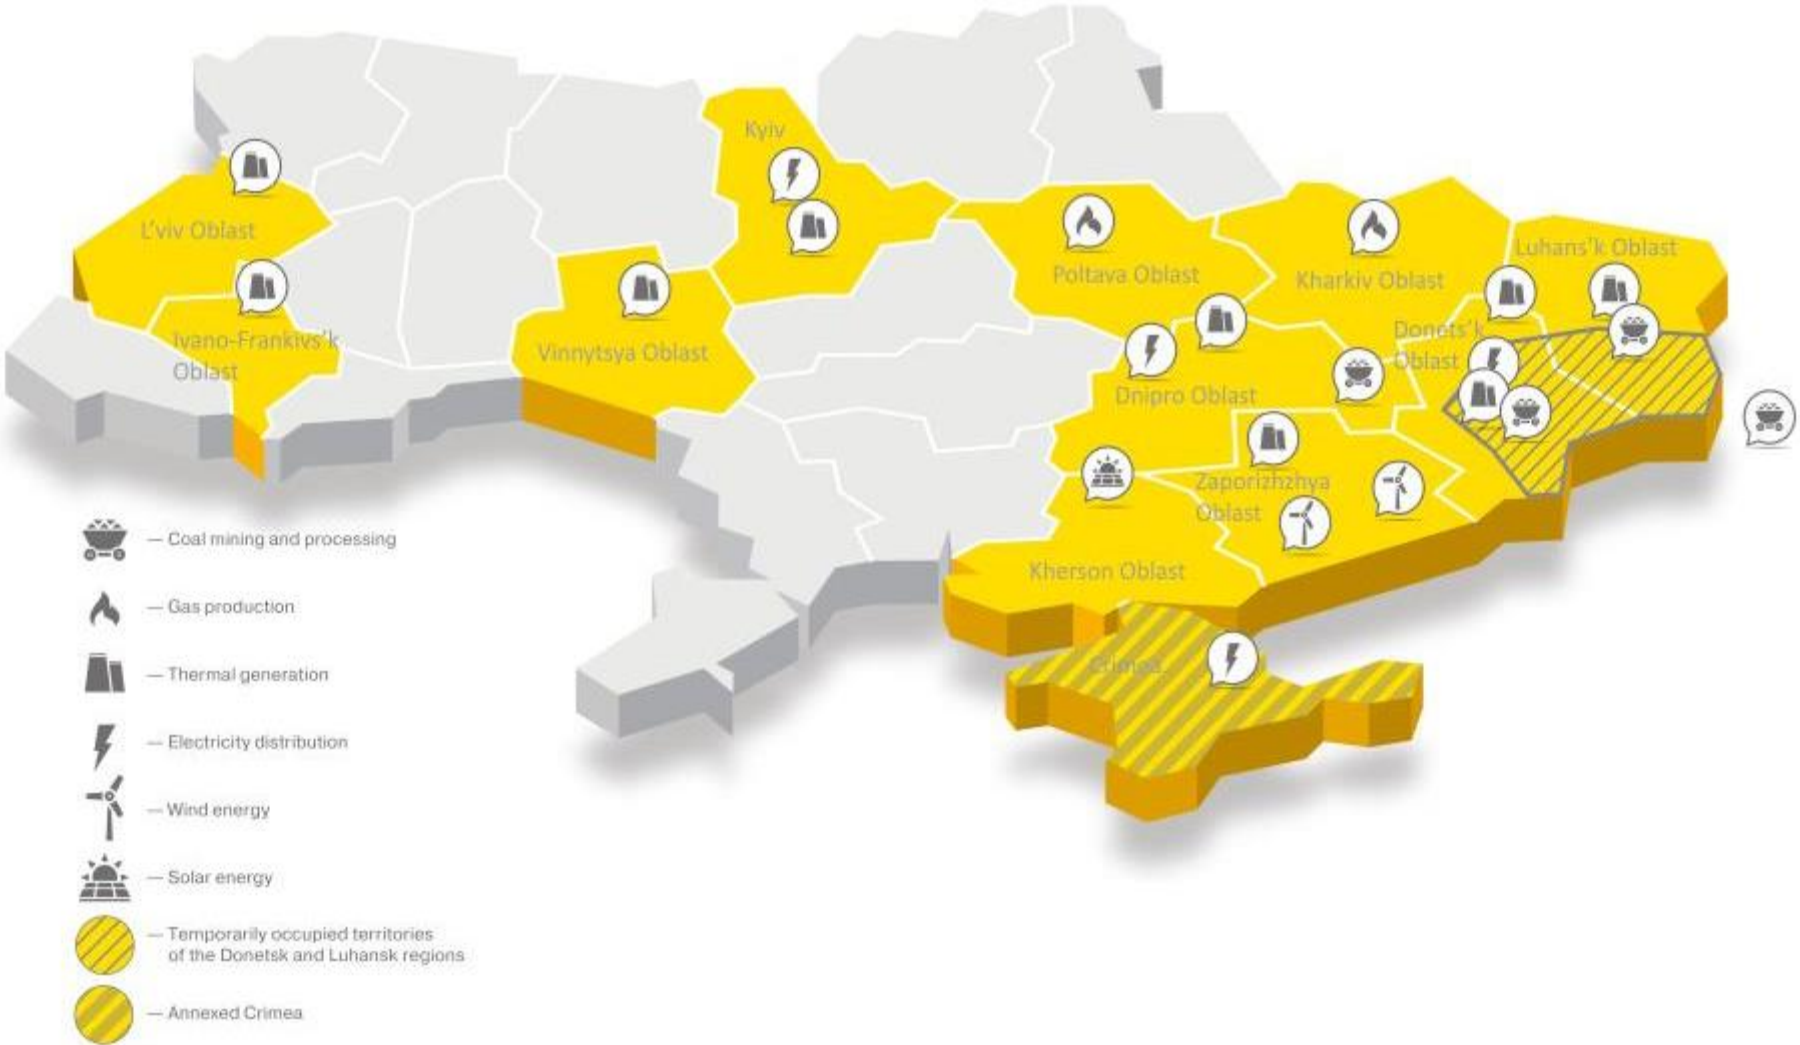 Kyiv
L'viv Oblast
Luhans'k Oblast
Poltava Oblast
Kharkiv Oblast
Ivano-Frankivs'k
Oblast
Vinnytsya Oblast
Donets'k
Oblast
Dnipro Oblast
Zaporizhzhya
Oblast
Kherson Oblast
Crimea
— Coal mining and processing
— Gas production
— Thermal generation
— Electricity distribution
— Wind energy
— Solar energy
— Temporarily occupied territories
of the Donetsk and Luhansk regions
— Annexed Crimea